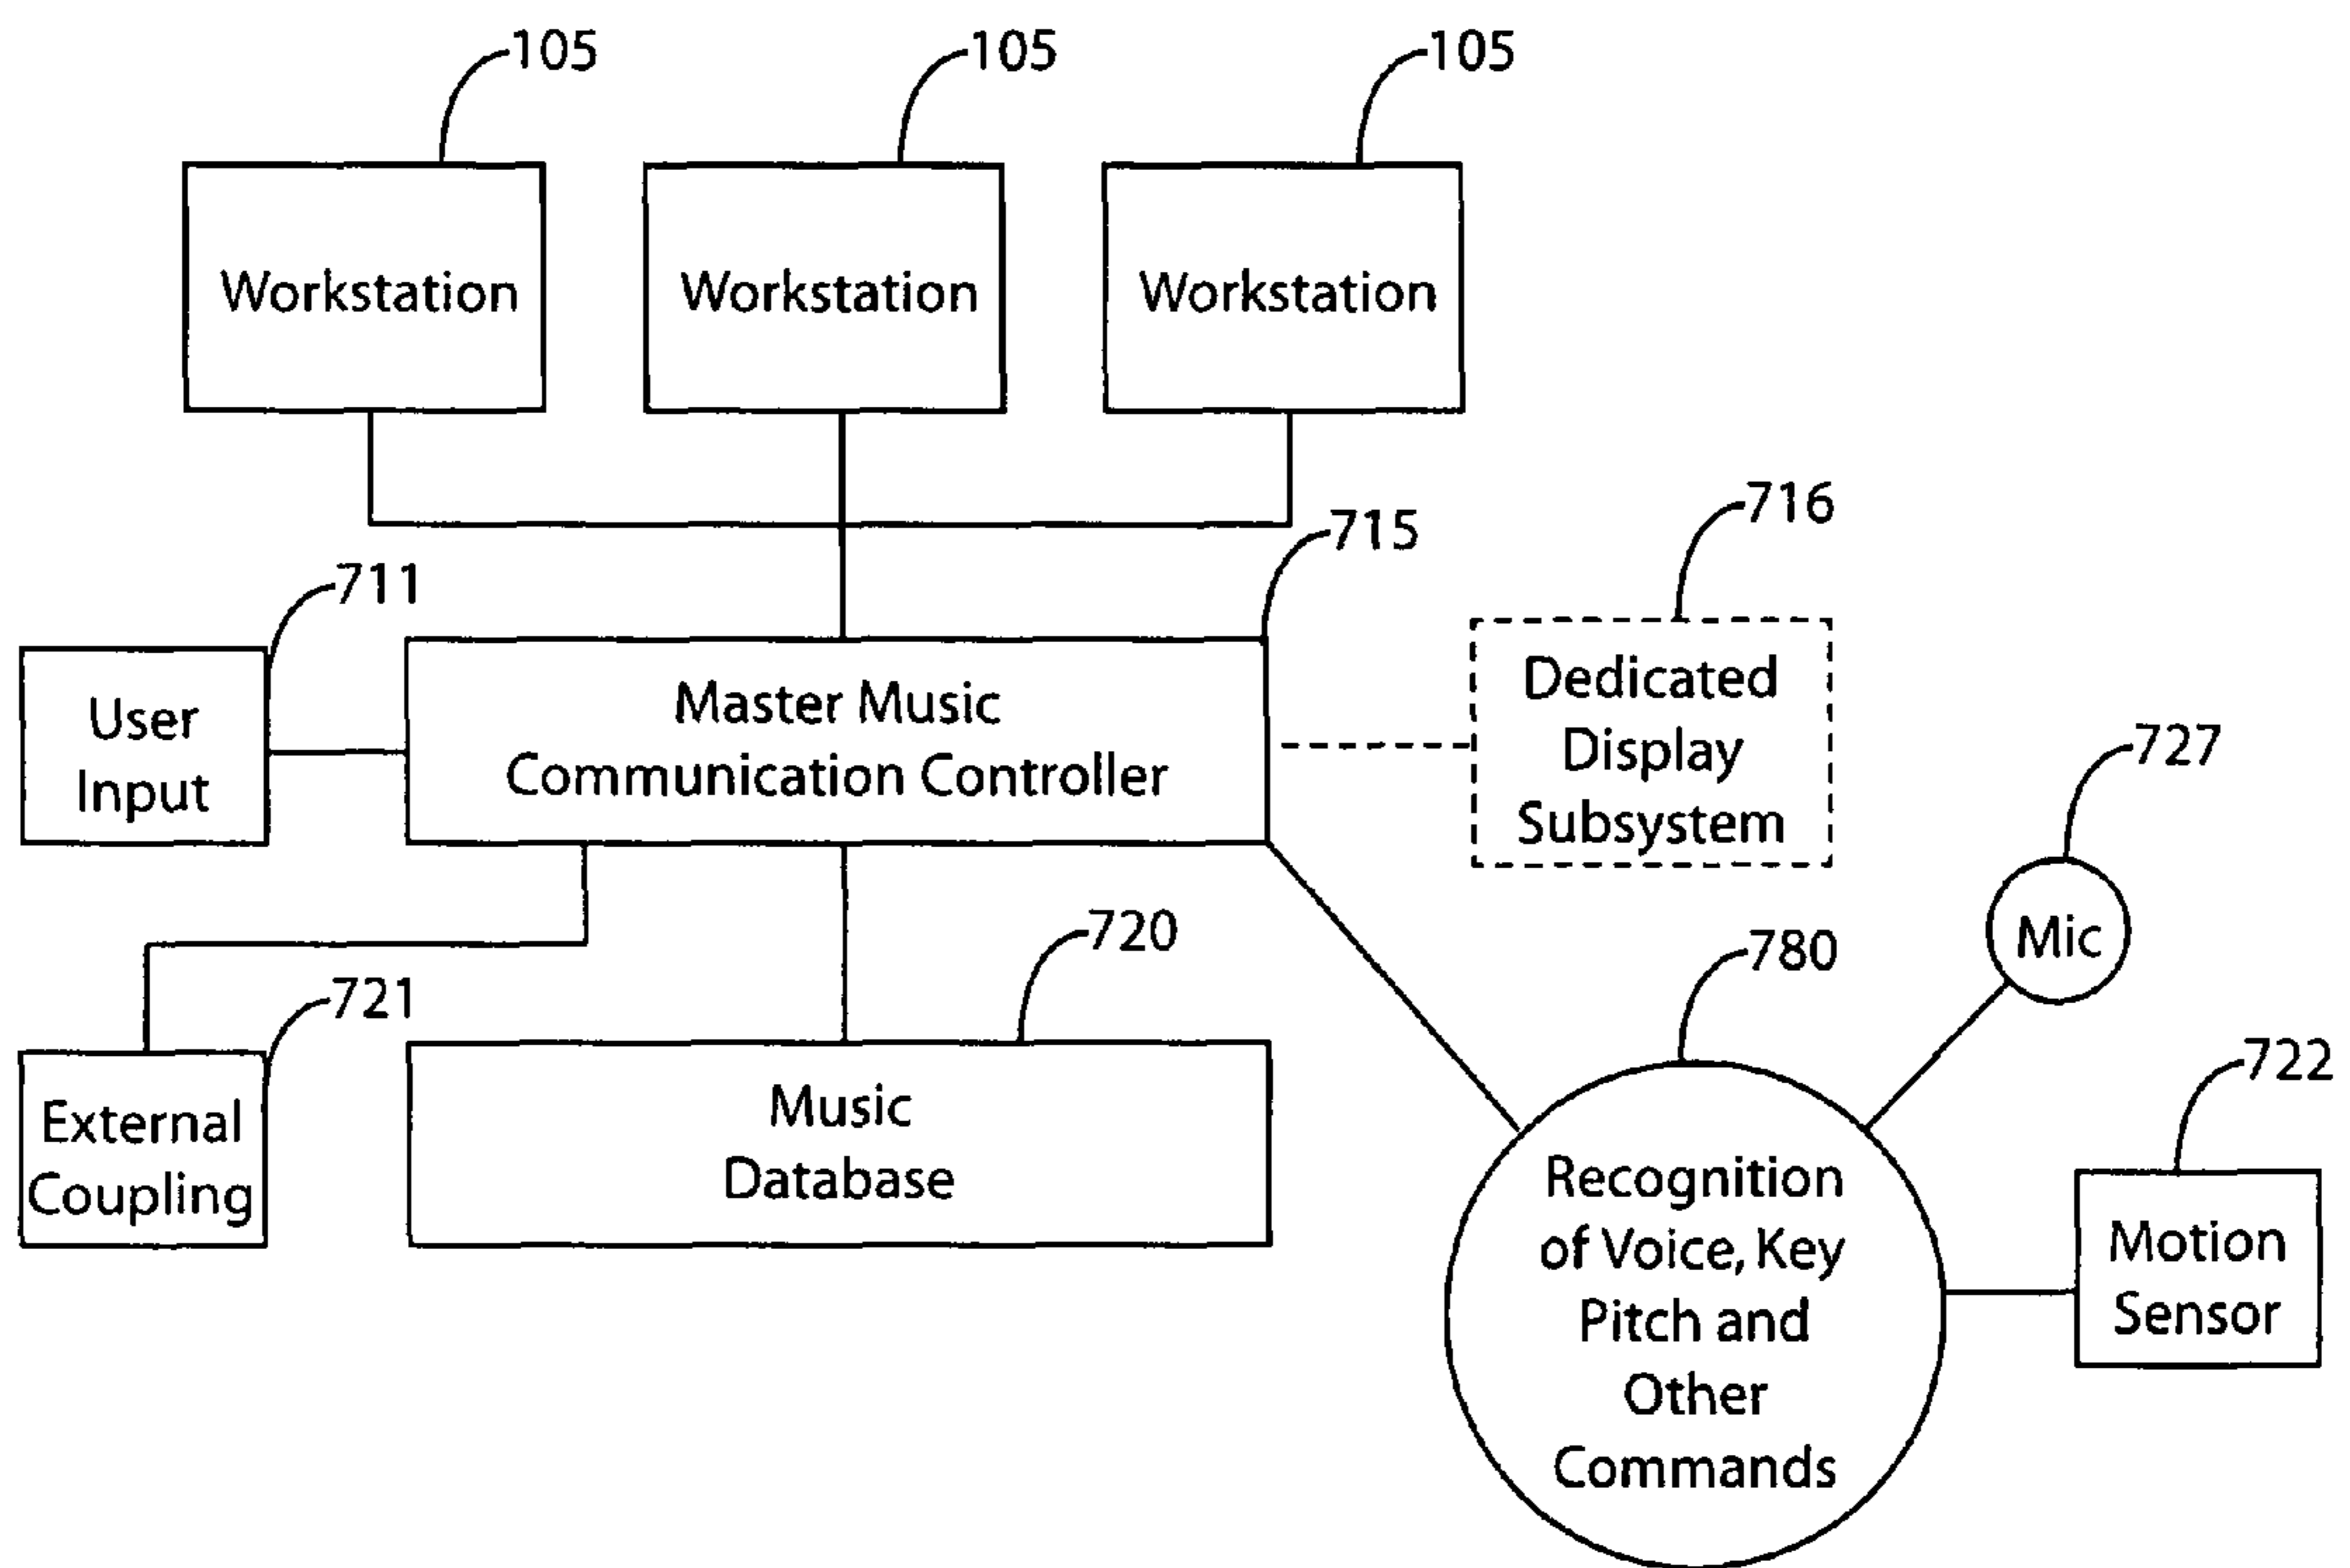 105
105
105
Workstation
Workstation
Workstation
716
715
711
Dedicated
Display
Subsystem
User
Input
Master Music
Communication Controller
727
Mic
720
780
721
722
External
Coupling
Music
Database
Recognition
of Voice, Key
Pitch and
Other
Commands
Motion
Sensor